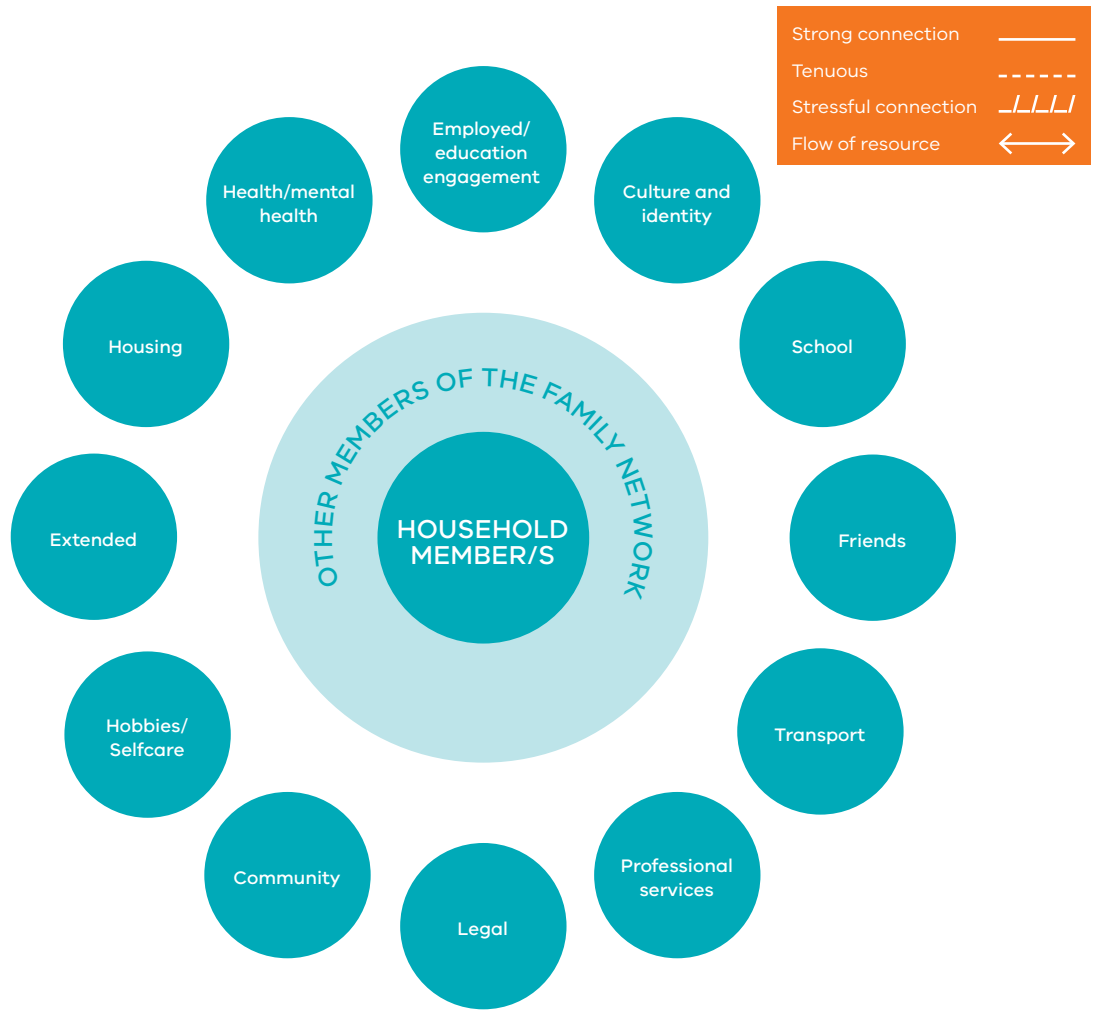 Strong connection
Tenuous
Stressful connection
Flow of resource
Employed/
education
engagement
Culture and
identity
School
Friends
Transport
Professional
services
Legal
Community
Hobbies/
Selfcare
Extended
Housing
Health/mental
health
OTHER MEMBERS OF THE FAMILY NETWORK
HOUSEHOLD
MEMBER/S